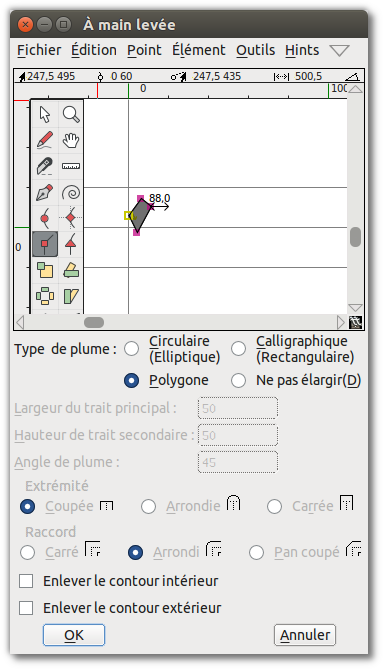 À main levée
Fichier Édition Point Élément Outils Hints
247,5 495 0 60 247,5 435 500,5
0 100
88,0
0
Type de plume : Circulaire (Elliptique) Calligraphique (Rectangulaire)
Polygone Ne pas élargir(D)
Largeur du trait principal : 50
Hauteur de trait secondaire : 50
Angle de plume : 45
Extrémité
Coupée Arrondie Carrée
Raccord
Carré Arrondi Pan coupé
Enlever le contour intérieur
Enlever le contour extérieur
OK Annuler